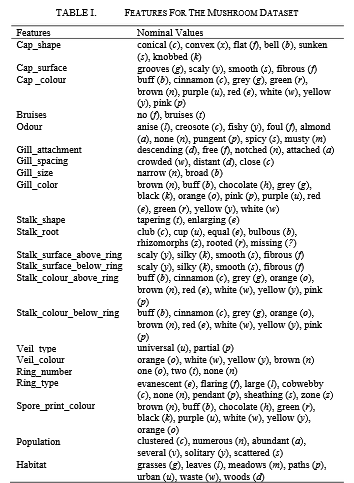 TABLE I. FEATURES FOR THE MUSHROOM DATASET
Features Nominal Values
Cap_shape conical (c), convex (x), flat (f), bell (b), sunken
(s), knobbed (k)
Cap_surface grooves (g), scaly (y), smooth (s), fibrous (f)
Cap _colour buff (b), cinnamon (c), grey (g), green (r),
brown (n), purple (u), red (e), white (w), yellow
(y), pink (p)
Bruises no (f), bruises (t)
Odour anise (l), creosote (c), fishy (y), foul (f), almond
(a), none (n), pungent (p), spicy (s), musty (m)
Gill_attachment descending (d), free (f), notched (n), attached (a)
Gill_spacing crowded (w), distant (d), close (c)
Gill_size narrow (n), broad (b)
Gill_color brown (n), buff (b), chocolate (h), grey (g),
black (k), orange (o), pink (p), purple (u), red
(e), green (r), yellow (y), white (w)
Stalk_shape tapering (t), enlarging (e)
Stalk_root club (c), cup (u), equal (e), bulbous (b),
rhizomorphs (s), rooted (r), missing (?)
Stalk_surface_above_ring scaly (y), silky (k), smooth (s), fibrous (f)
Stalk_surface_below_ring scaly (y), silky (k), smooth (s), fibrous (f)
Stalk_colour_above_ring buff (b), cinnamon (c), grey (g), orange (o),
brown (n), red (e), white (w), yellow (y), pink
(p)
Stalk_colour_below_ring buff (b), cinnamon (c), grey (g), orange (o),
brown (n), red (e), white (w), yellow (y), pink
(p)
Veil_type universal (u), partial (p)
Veil_colour orange (o), white (w), yellow (y), brown (n)
Ring_number one (o), two (t), none (n)
Ring_type evanescent (e), flaring (f), large (l), cobwebby
(c), none (n), pendant (p), sheathing (s), zone (s)
Spore_print_colour brown (n), buff (b), chocolate (h), green (r),
black (k), purple (u), white (w), yellow (y),
orange (o)
Population clustered (c), numerous (n), abundant (a),
several (v), solitary (y), scattered (s)
Habitat grasses (g), leaves (l), meadows (m), paths (p),
urban (u), waste (w), woods (d)